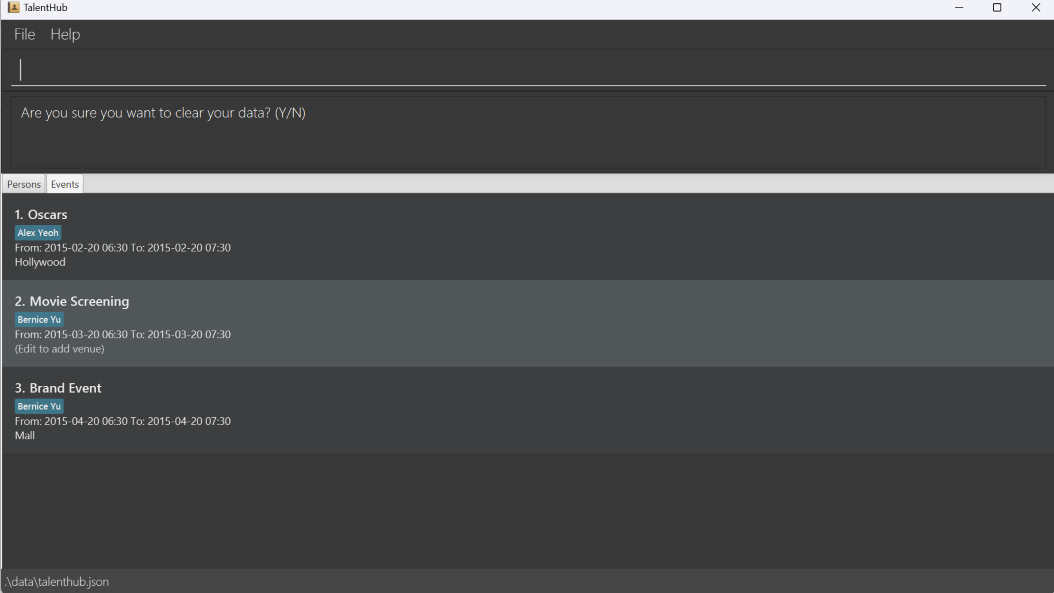 TalentHub
File Help
Are you sure you want to clear your data? (Y/N)
Persons Events
1. Oscars
Alex Yeoh
From: 2015-02-20 06:30 To: 2015-02-20 07:30
Hollywood
2. Movie Screening
Bernice Yu
From: 2015-03-20 06:30 To: 2015-03-20 07:30
(Edit to add venue)
3. Brand Event
Bernice Yu
From: 2015-04-20 06:30 To: 2015-04-20 07:30
Mall
.\data\talenthub.json